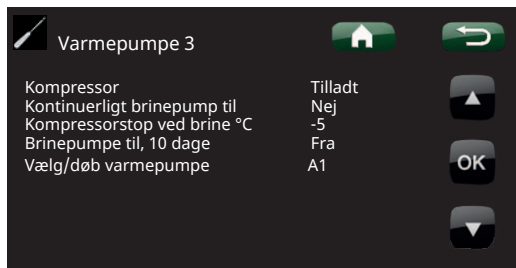 Varmepumpe 3
Kompressor Tilladt
Kontinuerligt brinepump til Nej
Kompressorstop ved brine °C -5
Brinepumpe til, 10 dage Fra
Vælg/døb varmepumpe A1
OK